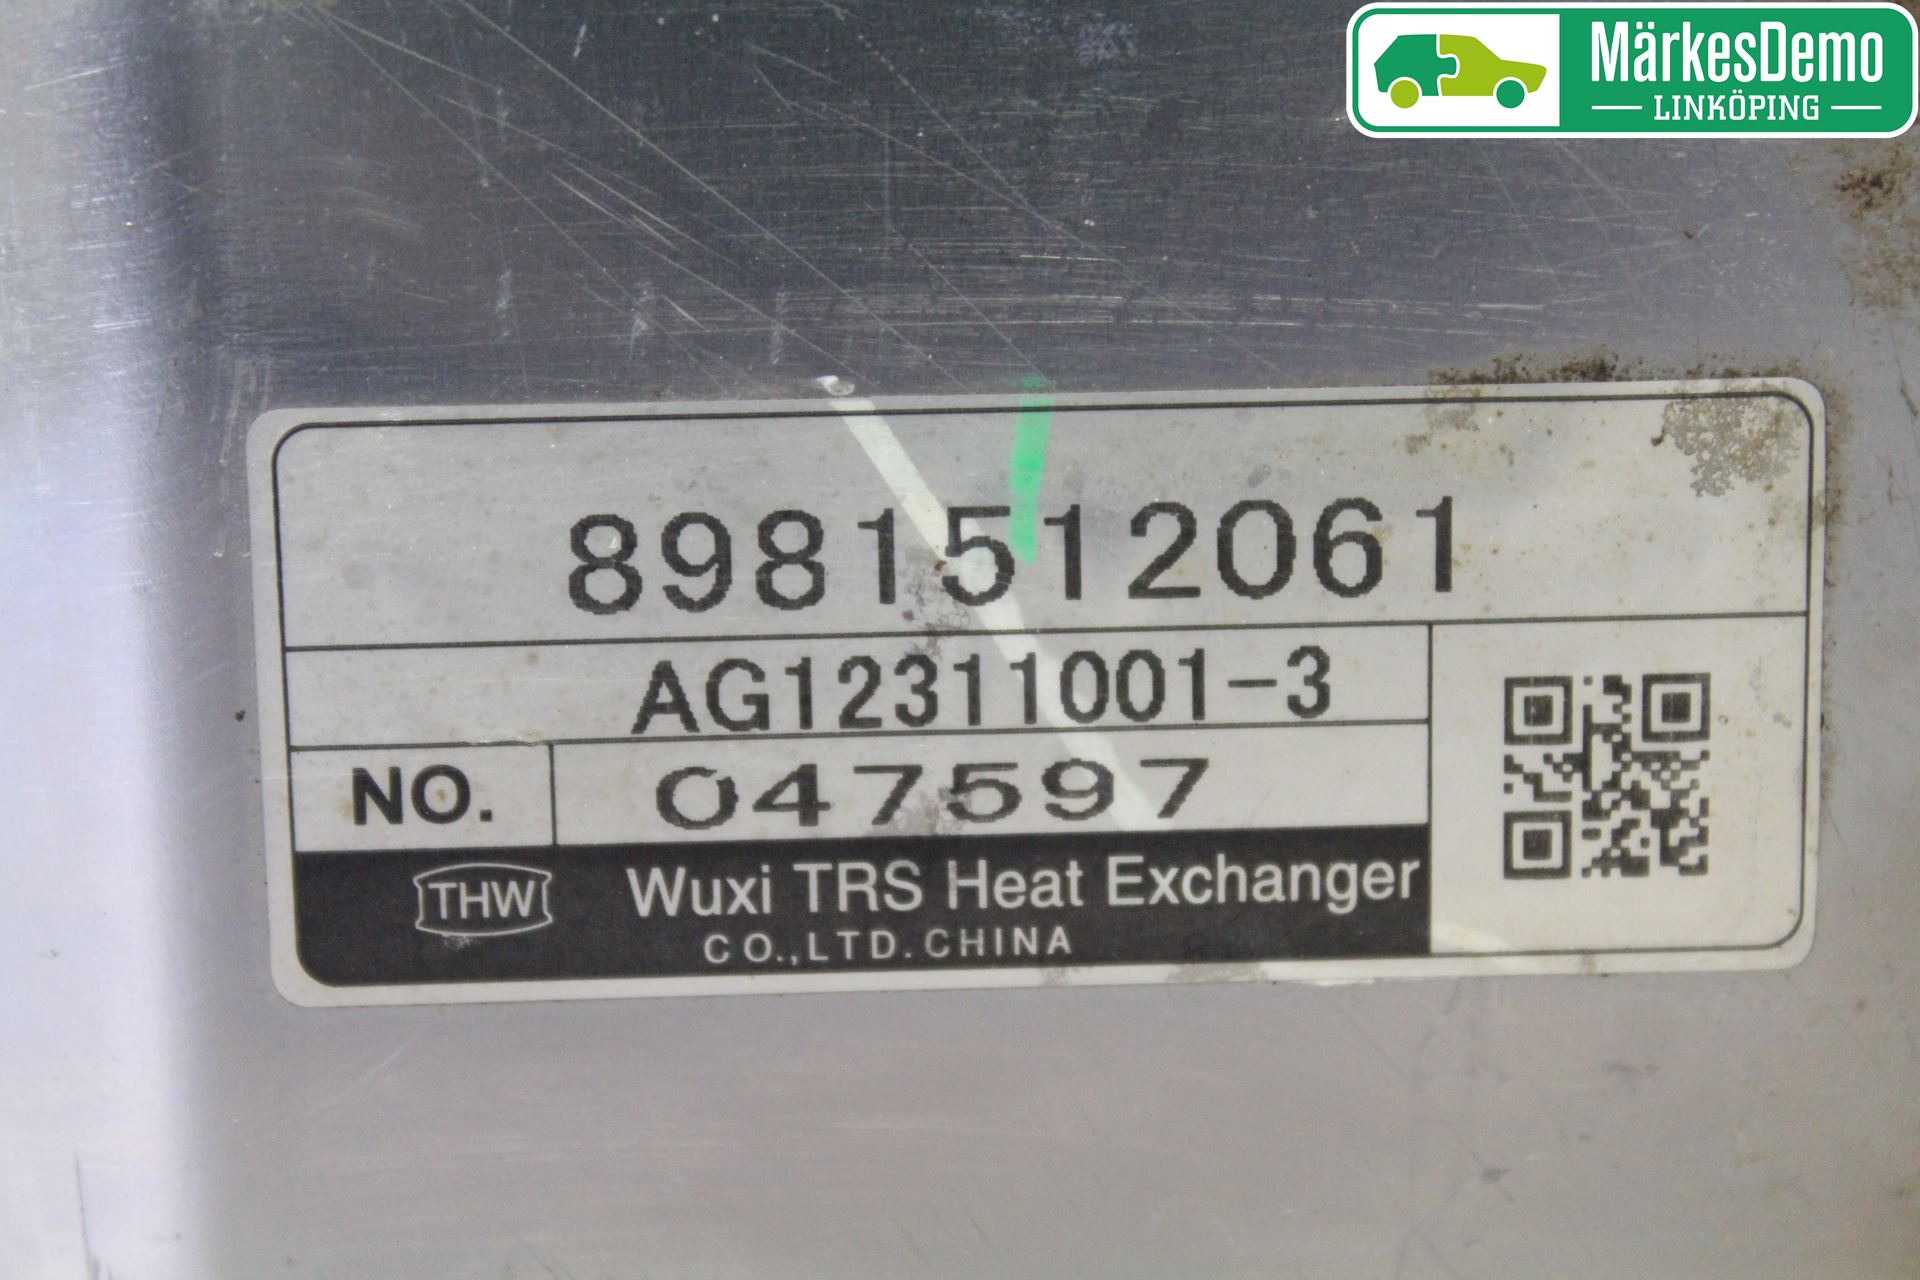 MärkesDemo
LINKÖPING
8981512061
AG12311001-3
NO. 047597
THW Wuxi TRS Heat Exchanger
CO.,LTD.CHINA